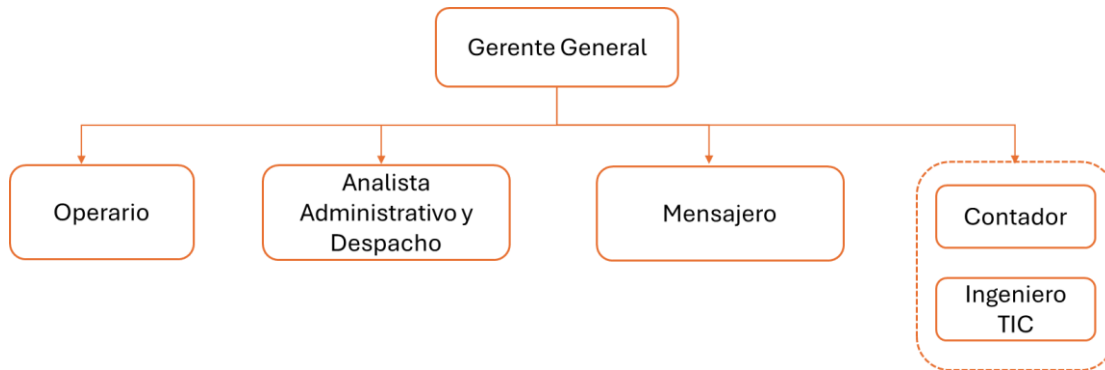 Gerente General
Operario
Analista
Administrativo y
Despacho
Mensajero
Contador
Ingeniero
TIC